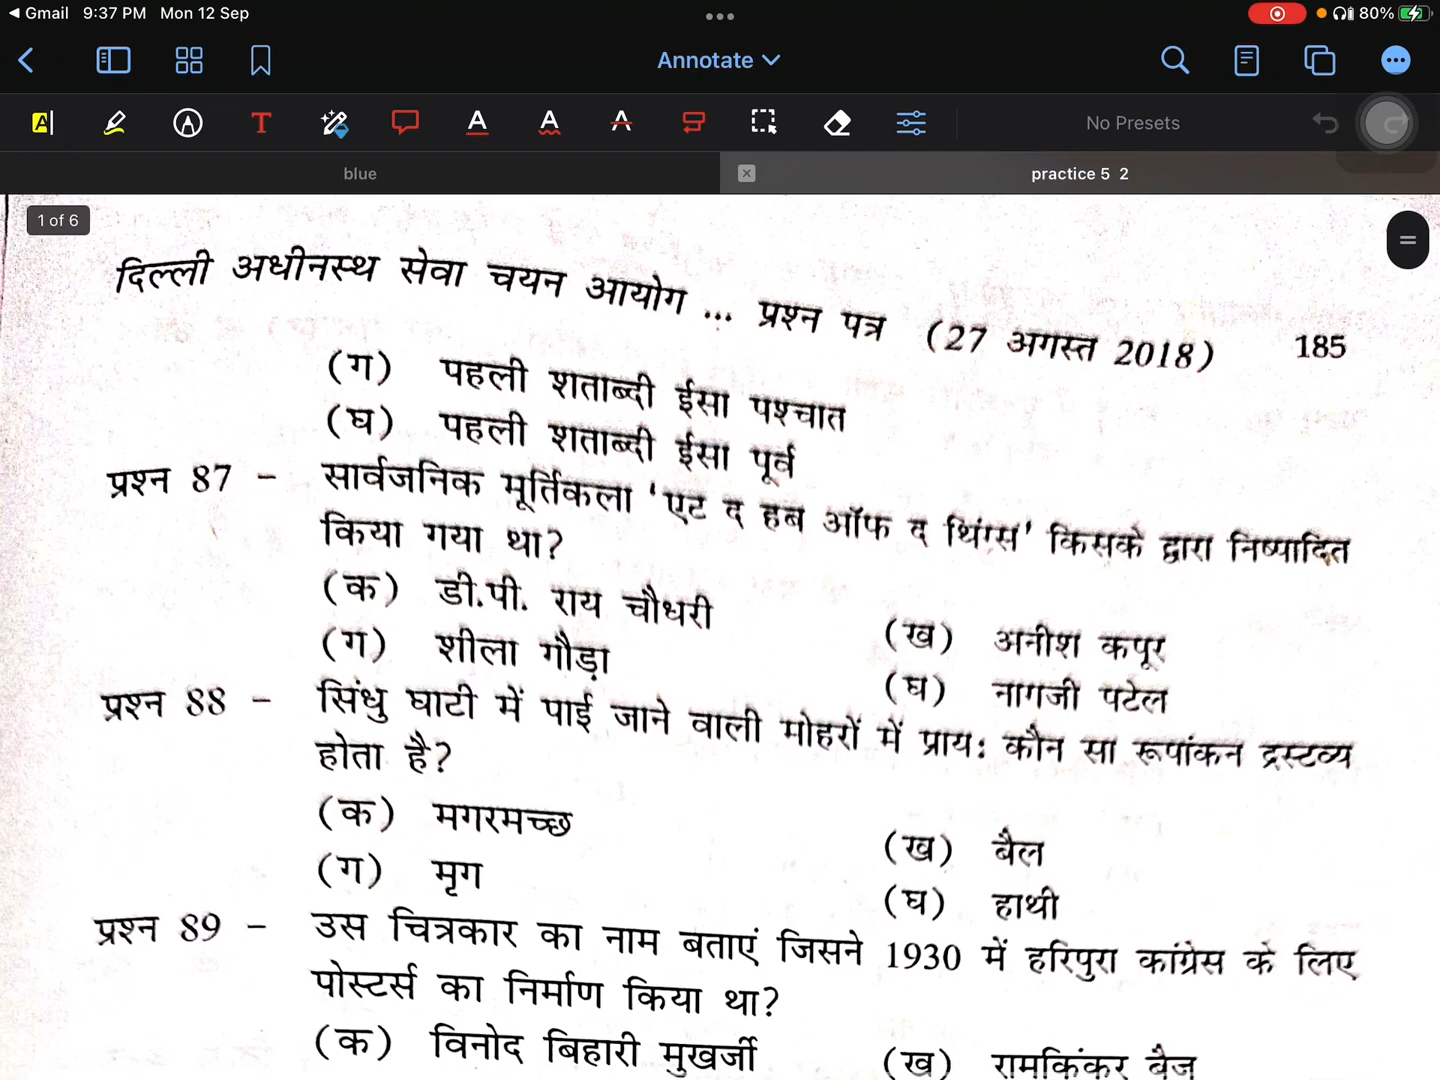 Gmail 9:37 PM Mon 12 Sep 80%
Annotate
No Presets
blue
practice 5 2
1 of 6
दिल्ली अधीनस्थ सेवा चयन आयोग ... प्रश्न पत्र (27 अगस्त 2018) 185
(ग) पहली शताब्दी ईसा पश्चात
(घ) पहली शताब्दी ईसा पूर्व
प्रश्न 87 - सार्वजनिक मूर्तिकला 'एट द हब ऑफ द थिंग्स' किसके द्वारा निष्पादित
किया गया था?
(क) डी.पी. राय चौधरी (ख) अनीश कपूर
(ग) शीला गौड़ा (घ) नागजी पटेल
प्रश्न 88 - सिंधु घाटी में पाई जाने वाली मोहरों में प्राय: कौन सा रूपांकन द्रस्टव्य
होता है?
(क) मगरमच्छ (ख) बैल
(ग) मृग (घ) हाथी
प्रश्न 89 - उस चित्रकार का नाम बताएं जिसने 1930 में हरिपुरा कांग्रेस के लिए
पोस्टर्स का निर्माण किया था?
(क) विनोद बिहारी मुखर्जी (ख) रामकिंकर बैज